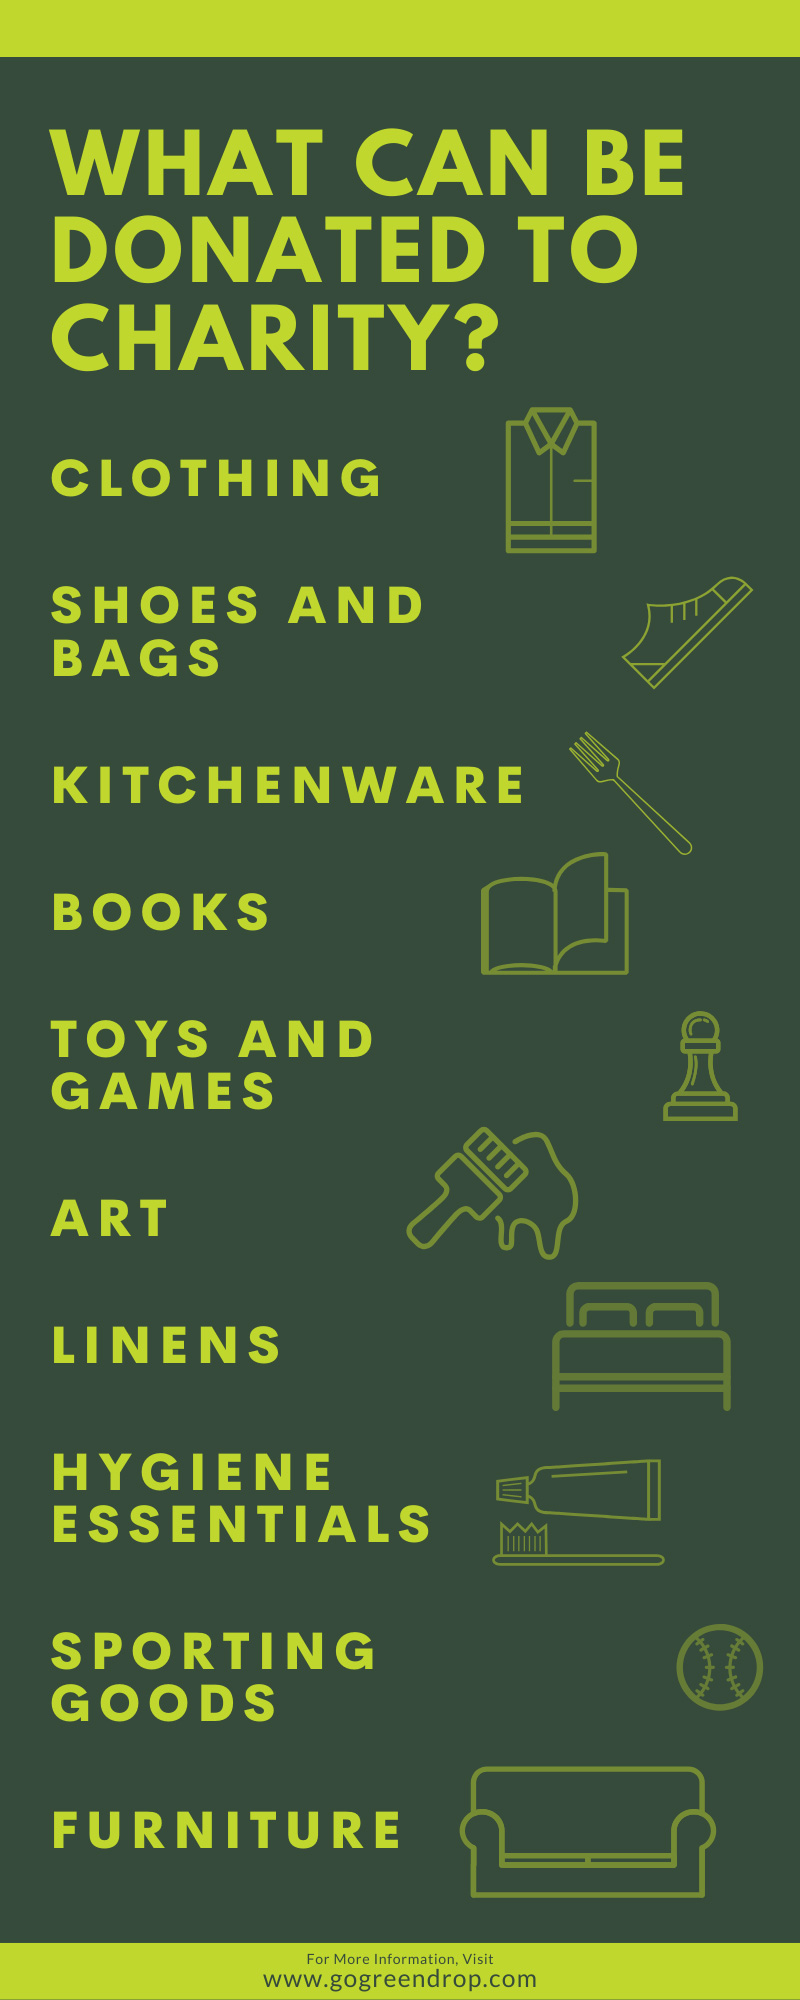 WHAT CAN BE
DONATED TO
CHARITY?
CLOTHING
SHOES AND
BAGS
KITCHENWARE
BOOKS
TOYS AND
GAMES
ART
LINENS
HYGIENE
ESSENTIALS
SPORTING
GOODS
FURNITURE
For More Information, Visit
www.gogreendrop.com